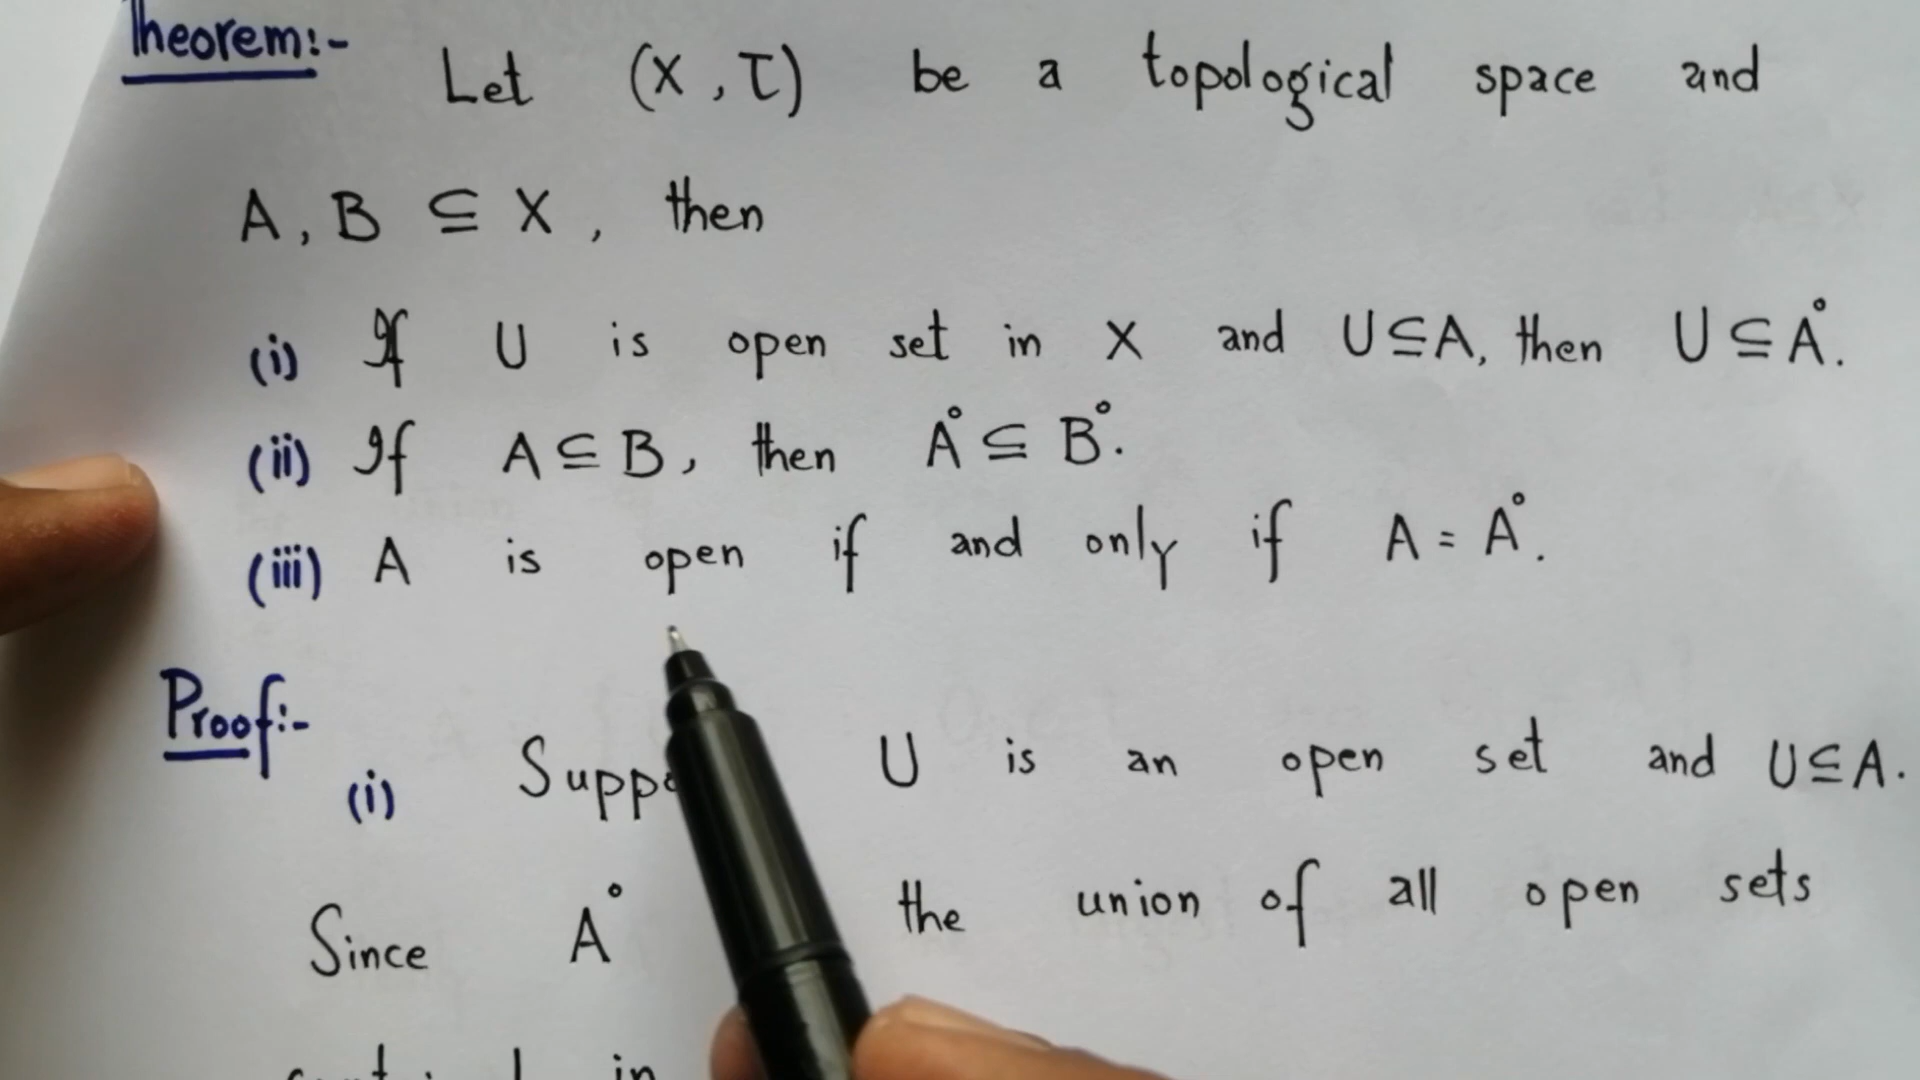 Theorem:-
Let (X, τ) be a topological space and
A, B ⊆ X, then
(i) If U is open set in X and U⊆A, then U ⊆ A°.
(ii) If A⊆B, then A° ⊆ B°.
(iii) A is open if and only if A = A°.
Proof:-
(i) U is an open set and U⊆A.
Since A° the union of all open sets
in